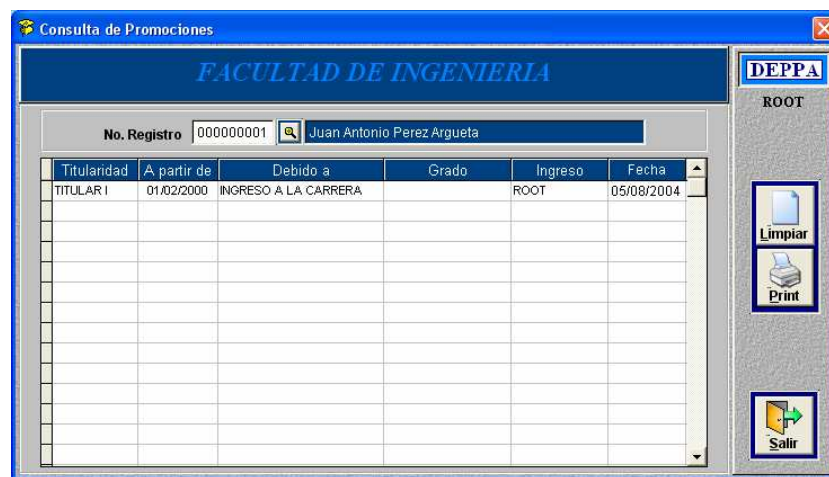 Consulta de Promociones
FACULTAD DE INGENIERIA
DEPPA
ROOT
No. Registro 000000001 Juan Antonio Perez Argueta
Titularidad A partir de Debido a Grado Ingreso Fecha
TITULAR I 01/02/2000 INGRESO A LA CARRERA ROOT 05/08/2004
Limpiar
Print
Salir